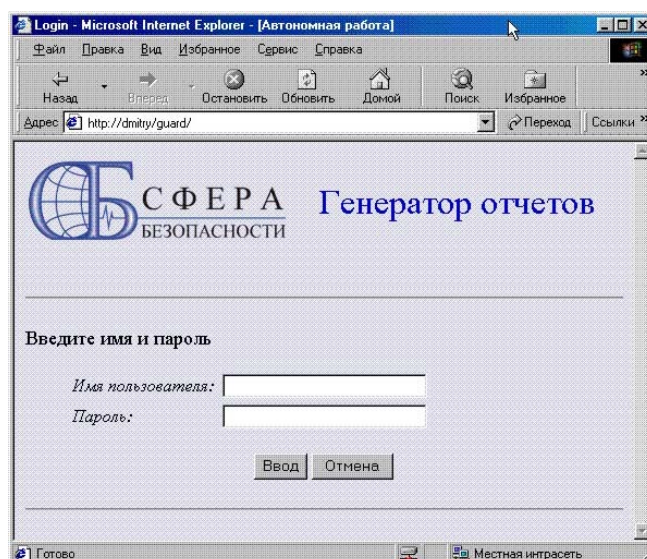 Login - Microsoft Internet Explorer - [Автономная работа]
Файл Правка Вид Избранное Сервис Справка
Назад Вперед Остановить Обновить Домой Поиск Избранное »
Адрес http://dmitry/guard/ Переход Ссылки »
СБ СФЕРА
БЕЗОПАСНОСТИ
Генератор отчетов
Введите имя и пароль
Имя пользователя:
Пароль:
Ввод Отмена
Готово Местная интрасеть